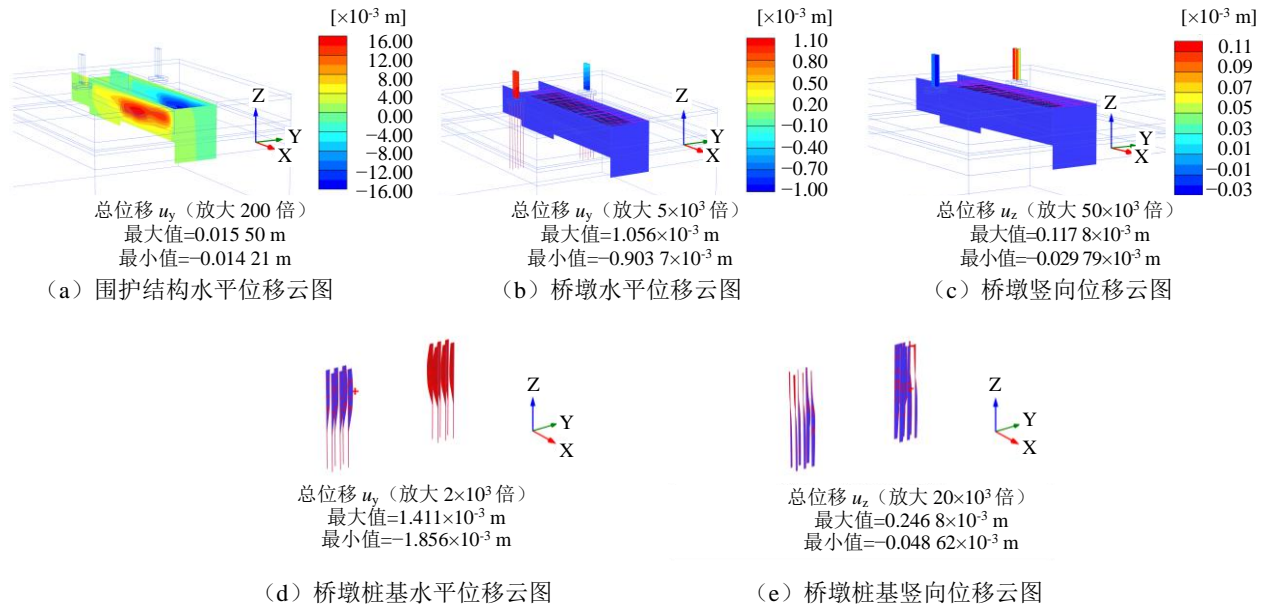 [×10⁻³ m]
16.00
12.00
8.00
4.00
0.00
−4.00
−8.00
−12.00
−16.00
Z
Y
X
总位移 uy（放大 200 倍）
最大值=0.015 50 m
最小值=−0.014 21 m
（a）围护结构水平位移云图
[×10⁻³ m]
1.10
0.80
0.50
0.20
−0.10
−0.40
−0.70
−1.00
Z
Y
X
总位移 uy（放大 5×10³ 倍）
最大值=1.056×10⁻³ m
最小值=−0.903 7×10⁻³ m
（b）桥墩水平位移云图
[×10⁻³ m]
0.11
0.09
0.07
0.05
0.03
0.01
−0.01
−0.03
Z
Y
X
总位移 uz（放大 50×10³ 倍）
最大值=0.117 8×10⁻³ m
最小值=−0.029 79×10⁻³ m
（c）桥墩竖向位移云图
Z
Y
X
总位移 uy（放大 2×10³ 倍）
最大值=1.411×10⁻³ m
最小值=−1.856×10⁻³ m
（d）桥墩桩基水平位移云图
Z
Y
X
总位移 uz（放大 20×10³ 倍）
最大值=0.246 8×10⁻³ m
最小值=−0.048 62×10⁻³ m
（e）桥墩桩基竖向位移云图